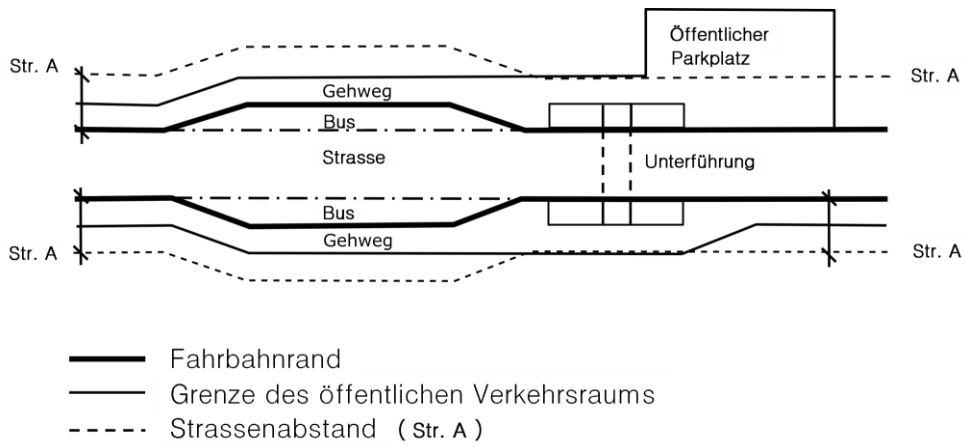 Öffentlicher
Parkplatz
Str. A
Str. A
Gehweg
Bus
Strasse
Unterführung
Bus
Gehweg
Str. A
Str. A
Fahrbahnrand
Grenze des öffentlichen Verkehrsraums
Strassenabstand ( Str. A )